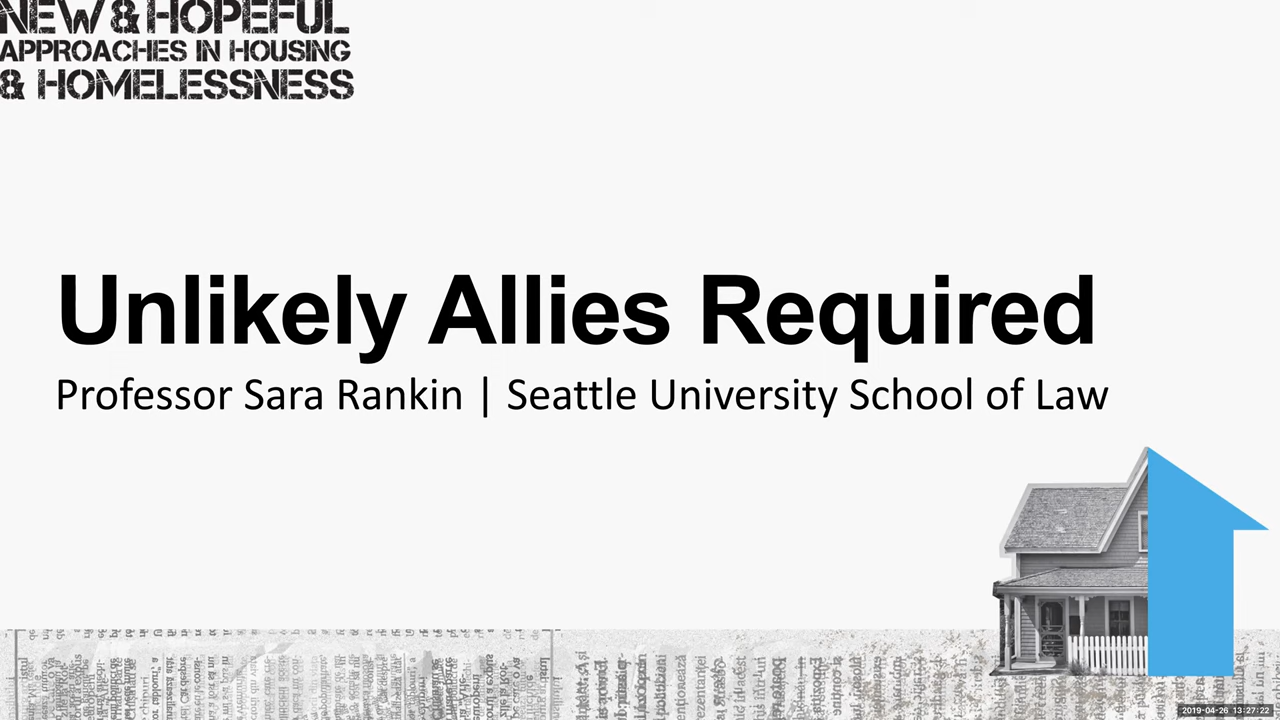 NEW & HOPEFUL
APPROACHES IN HOUSING
& HOMELESSNESS
Unlikely Allies Required
Professor Sara Rankin | Seattle University School of Law
2019-04-26 13:27:22